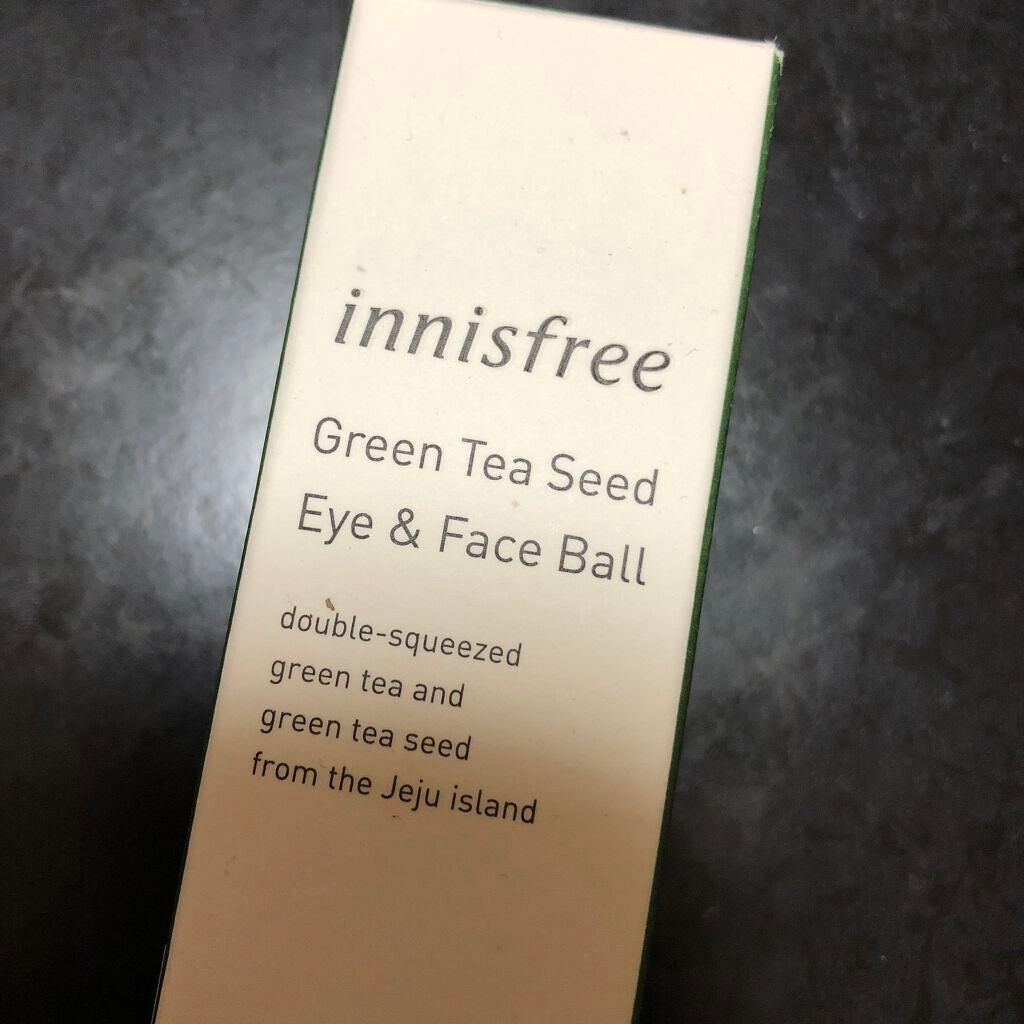 innisfree
Green Tea Seed
Eye & Face Ball
double-squeezed
green tea and
green tea seed
from the Jeju island